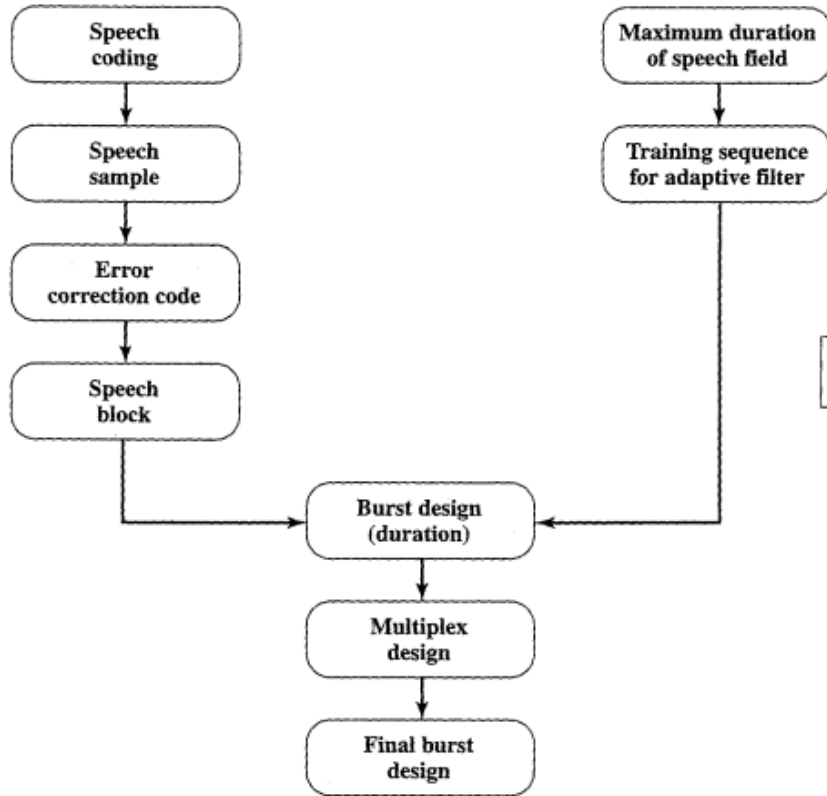 Speech
coding
Speech
sample
Error
correction code
Speech
block
Maximum duration
of speech field
Training sequence
for adaptive filter
Burst design
(duration)
Multiplex
design
Final burst
design